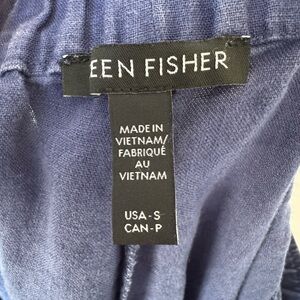 EEN FISHER
MADE IN
VIETNAM/
FABRIQUÉ
AU
VIETNAM
USA - S
CAN - P